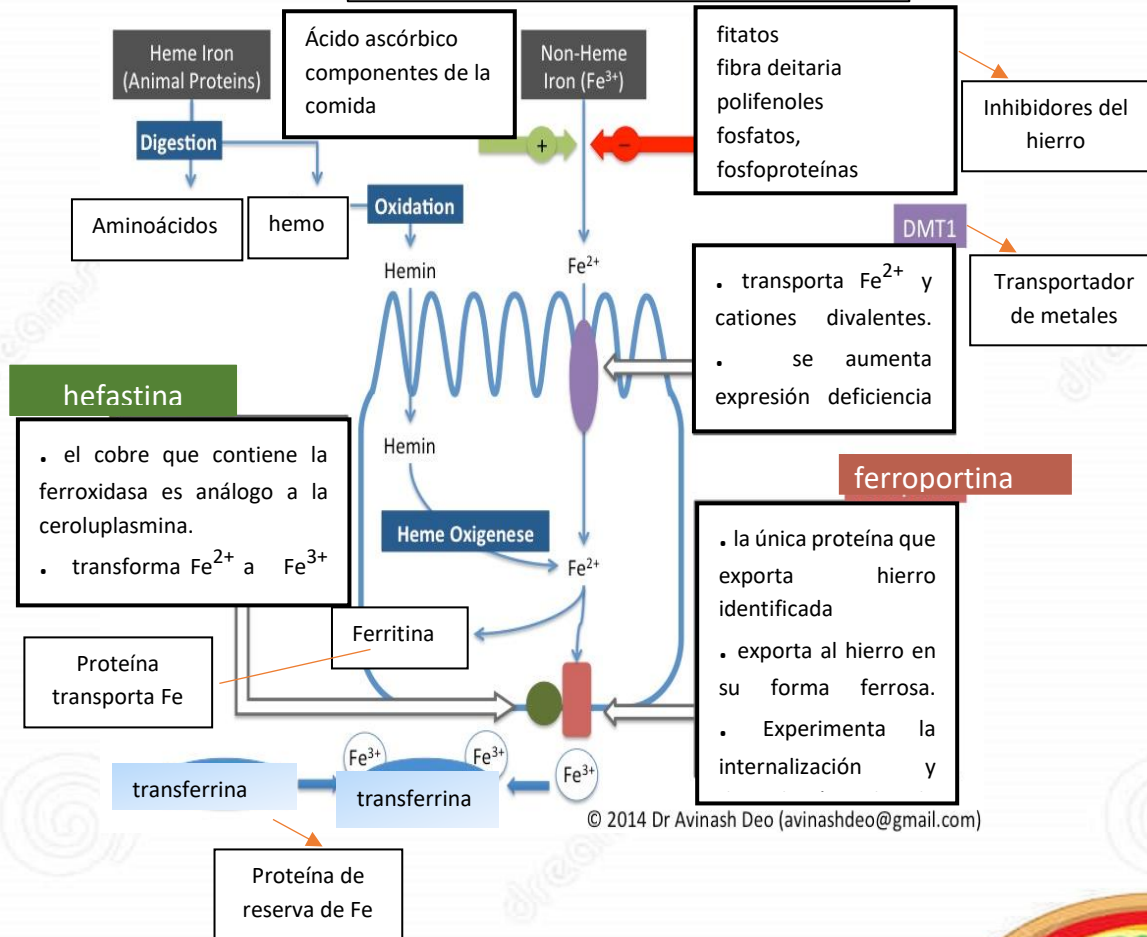 Heme Iron
(Animal Proteins)
Ácido ascórbico
componentes de la
comida
Non-Heme
Iron (Fe³⁺)
fitatos
fibra deitaria
polifenoles
fosfatos,
fosfoproteínas
Inhibidores del
hierro
Digestion
+
−
Aminoácidos
hemo
Oxidation
DMT1
Transportador
de metales
Hemin
Fe²⁺
. transporta Fe²⁺ y
cationes divalentes.
. se aumenta
expresión deficiencia
hefastina
. el cobre que contiene la
ferroxidasa es análogo a la
ceroluplasmina.
. transforma Fe²⁺ a Fe³⁺
Hemin
Heme Oxigenese
Fe²⁺
ferroportina
. la única proteína que
exporta hierro
identificada
. exporta al hierro en
su forma ferrosa.
. Experimenta la
internalización y
Ferritina
Proteína
transporta Fe
Fe³⁺
Fe³⁺
Fe³⁺
transferrina
transferrina
© 2014 Dr Avinash Deo (avinashdeo@gmail.com)
Proteína de
reserva de Fe